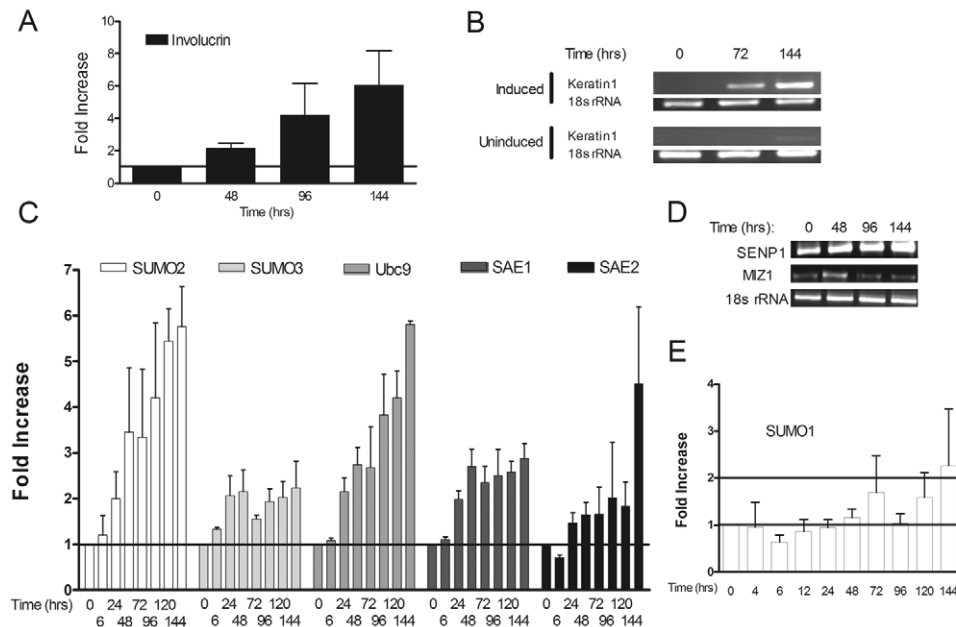 A
Involucrin
Fold Increase
10
8
6
4
2
0
0 48 96 144
Time (hrs)
B
Time (hrs) 0 72 144
Induced
Keratin1
18s rRNA
Uninduced
Keratin1
18s rRNA
C
SUMO2 SUMO3 Ubc9 SAE1 SAE2
Fold Increase
7
6
5
4
3
2
1
0
Time (hrs) 0 24 72 120 0 24 72 120 0 24 72 120 0 24 72 120 0 24 72 120
6 48 96 144 6 48 96 144 6 48 96 144 6 48 96 144 6 48 96 144
D
Time (hrs): 0 48 96 144
SENP1
MIZ1
18s rRNA
E
SUMO1
Fold Increase
4
3
2
1
0
Time (hrs) 0 4 6 12 24 48 72 96 120 144